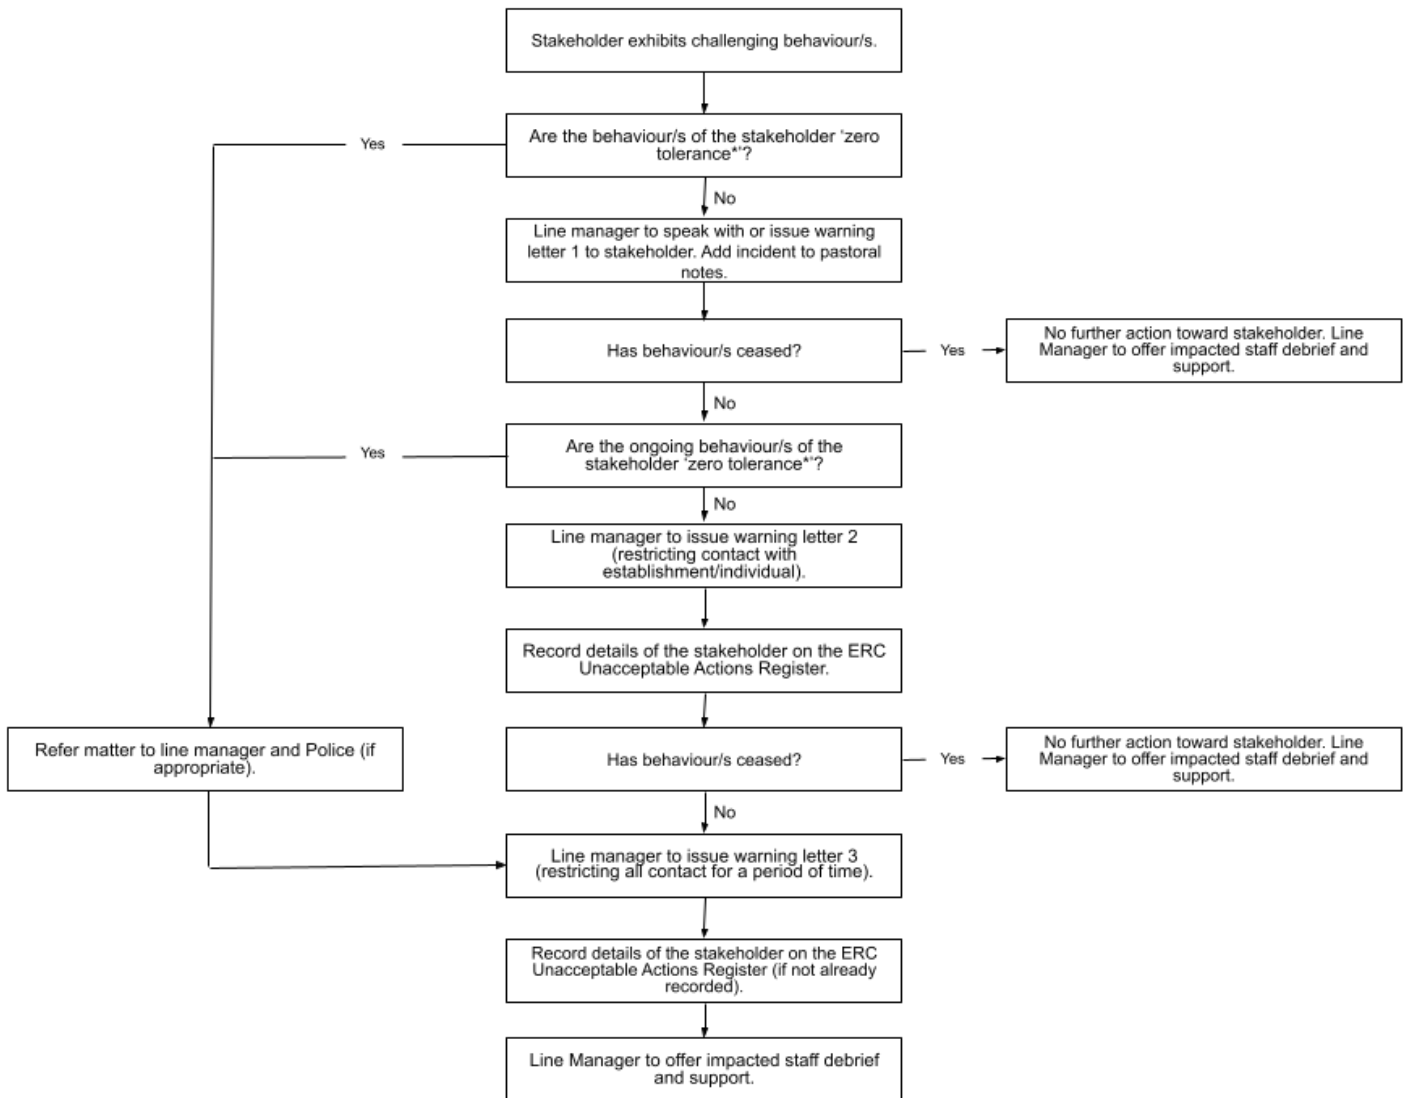 Stakeholder exhibits challenging behaviour/s.
Are the behaviour/s of the stakeholder ‘zero
tolerance*’?
Yes
No
Line manager to speak with or issue warning
letter 1 to stakeholder. Add incident to pastoral
notes.
Has behaviour/s ceased?
Yes
No further action toward stakeholder. Line
Manager to offer impacted staff debrief and
support.
No
Are the ongoing behaviour/s of the
stakeholder ‘zero tolerance*’?
Yes
No
Line manager to issue warning letter 2
(restricting contact with
establishment/individual).
Record details of the stakeholder on the ERC
Unacceptable Actions Register.
Refer matter to line manager and Police (if
appropriate).
Has behaviour/s ceased?
Yes
No further action toward stakeholder. Line
Manager to offer impacted staff debrief and
support.
No
Line manager to issue warning letter 3
(restricting all contact for a period of time).
Record details of the stakeholder on the ERC
Unacceptable Actions Register (if not already
recorded).
Line Manager to offer impacted staff debrief
and support.